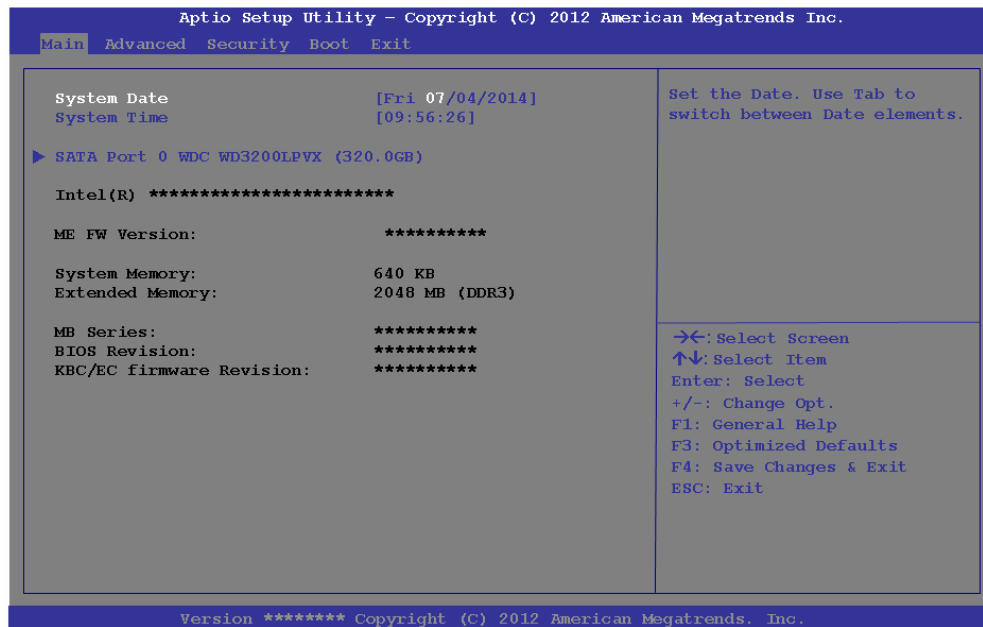 Aptio Setup Utility - Copyright (C) 2012 American Megatrends Inc.
Main Advanced Security Boot Exit
System Date [Fri 07/04/2014]
System Time [09:56:26]
▶ SATA Port 0 WDC WD3200LPVX (320.0GB)
Intel(R) ************************
ME FW Version: **********
System Memory: 640 KB
Extended Memory: 2048 MB (DDR3)
MB Series: **********
BIOS Revision: **********
KBC/EC firmware Revision: **********
Set the Date. Use Tab to
switch between Date elements.
→←: Select Screen
↑↓: Select Item
Enter: Select
+/-: Change Opt.
F1: General Help
F3: Optimized Defaults
F4: Save Changes & Exit
ESC: Exit
Version ******** Copyright (C) 2012 American Megatrends. Inc.